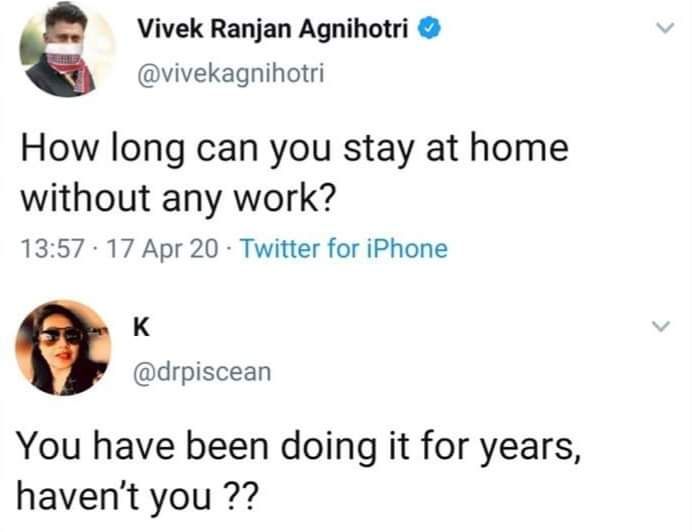 Vivek Ranjan Agnihotri
@vivekagnihotri
How long can you stay at home
without any work?
13:57 · 17 Apr 20 · Twitter for iPhone
K
@drpiscean
You have been doing it for years,
haven't you ??